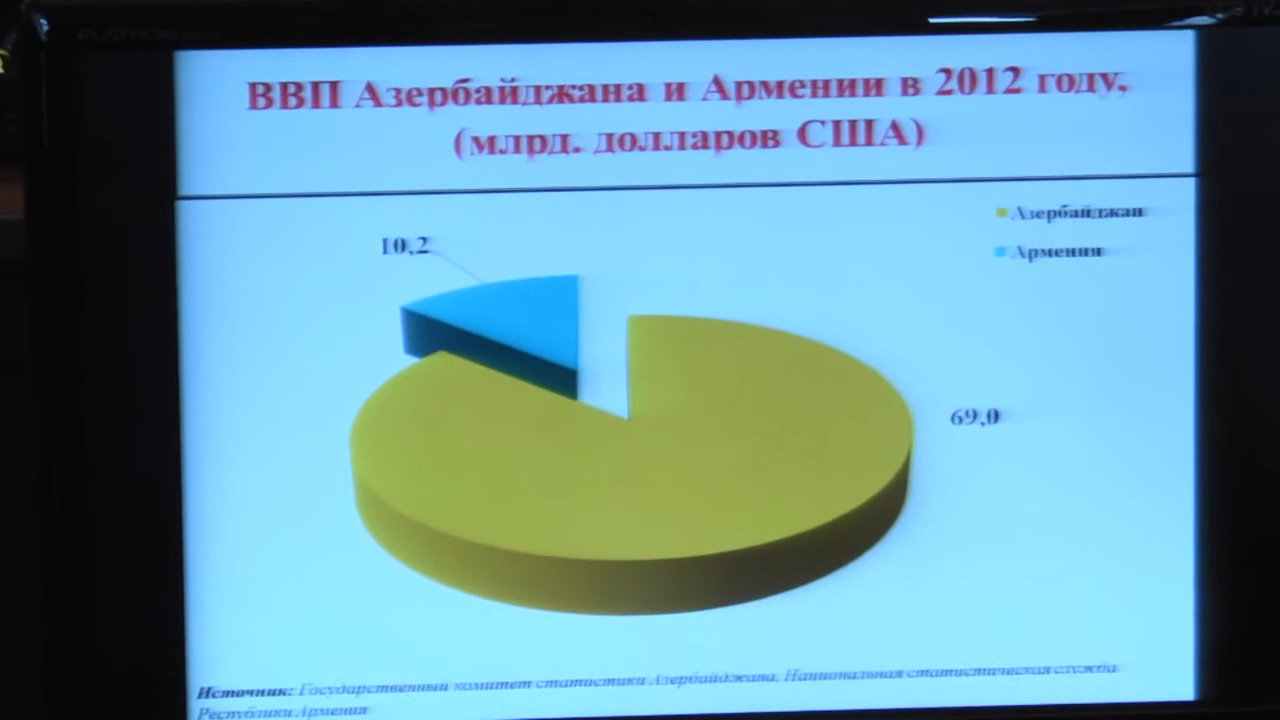 ВВП Азербайджана и Армении в 2012 году,
(млрд. долларов США)
Азербайджан
Армения
10,2
69,0
Источник: Государственный комитет статистики Азербайджана, Национальная статистическая служба
Республики Армения